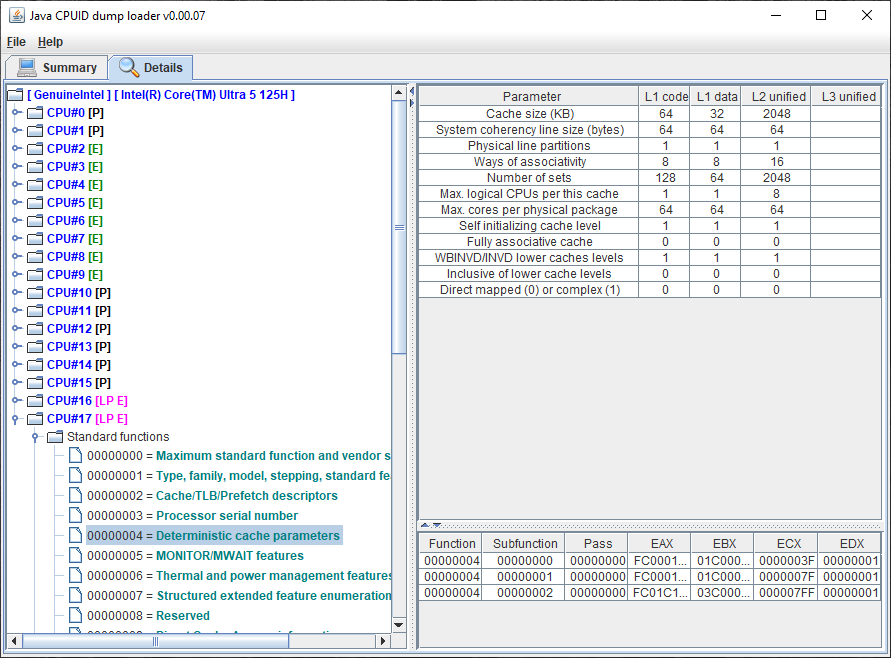 Java CPUID dump loader v0.00.07
File Help
Summary Details
[ GenuineIntel ] [ Intel(R) Core(TM) Ultra 5 125H ]
CPU#0 [P]
CPU#1 [P]
CPU#2 [E]
CPU#3 [E]
CPU#4 [E]
CPU#5 [E]
CPU#6 [E]
CPU#7 [E]
CPU#8 [E]
CPU#9 [E]
CPU#10 [P]
CPU#11 [P]
CPU#12 [P]
CPU#13 [P]
CPU#14 [P]
CPU#15 [P]
CPU#16 [LP E]
CPU#17 [LP E]
Standard functions
00000000 = Maximum standard function and vendor s
00000001 = Type, family, model, stepping, standard fe
00000002 = Cache/TLB/Prefetch descriptors
00000003 = Processor serial number
00000004 = Deterministic cache parameters
00000005 = MONITOR/MWAIT features
00000006 = Thermal and power management features
00000007 = Structured extended feature enumeration
00000008 = Reserved
Parameter L1 code L1 data L2 unified L3 unified
Cache size (KB) 64 32 2048
System coherency line size (bytes) 64 64 64
Physical line partitions 1 1 1
Ways of associativity 8 8 16
Number of sets 128 64 2048
Max. logical CPUs per this cache 1 1 8
Max. cores per physical package 64 64 64
Self initializing cache level 1 1 1
Fully associative cache 0 0 0
WBINVD/INVD lower caches levels 1 1 1
Inclusive of lower cache levels 0 0 0
Direct mapped (0) or complex (1) 0 0 0
Function Subfunction Pass EAX EBX ECX EDX
00000004 00000000 00000000 FC0001... 01C000... 0000003F 00000001
00000004 00000001 00000000 FC0001... 01C000... 0000007F 00000001
00000004 00000002 00000000 FC01C1... 03C000... 000007FF 00000001